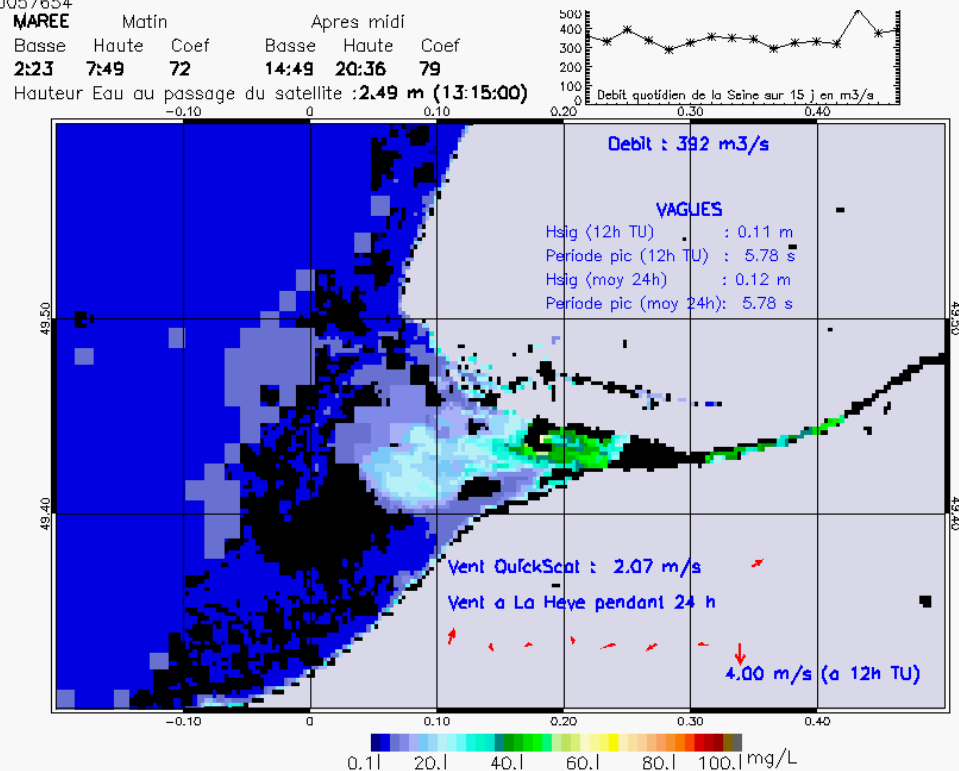 MAREE Matin Apres midi
Basse Haute Coef Basse Haute Coef
2:23 7:49 72 14:49 20:36 79
Hauteur Eau au passage du satellite :2.49 m (13:15:00)
500
400
300
200
100
0
Debit quotidien de la Seine sur 15 j en m3/s
-0.10 0 0.10 0.20 0.30 0.40
Debit : 392 m3/s
VAGUES
Hsig (12h TU) : 0.11 m
Periode pic (12h TU) : 5.78 s
Hsig (moy 24h) : 0.12 m
Periode pic (moy 24h): 5.78 s
49.50 49.50
49.40 49.40
Vent QuickScat : 2.07 m/s
Vent a La Heve pendant 24 h
4.00 m/s (a 12h TU)
-0.10 0 0.10 0.20 0.30 0.40
0.1 20. 40. 60. 80. 100. mg/L